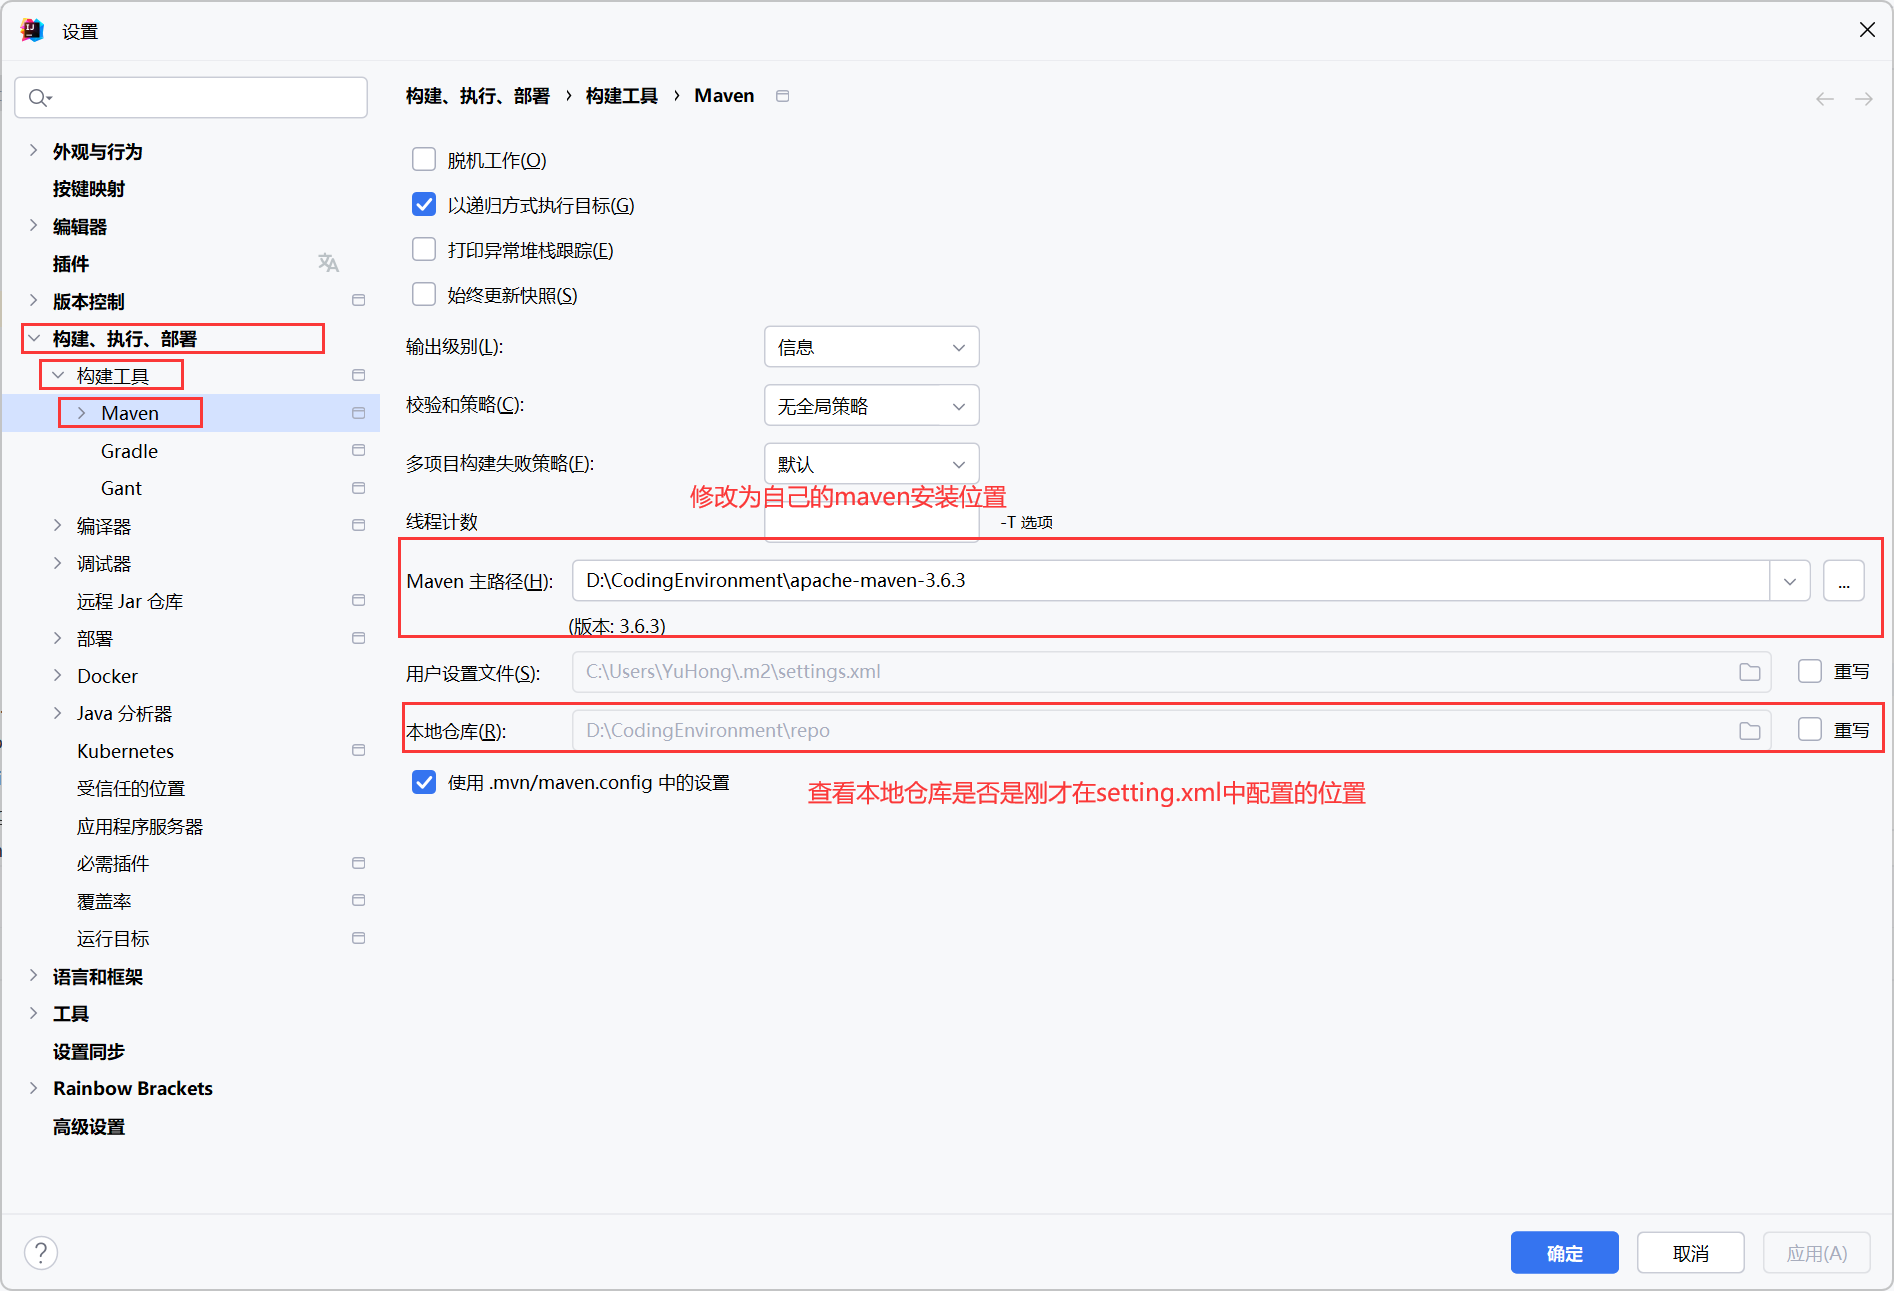 设置
构建、执行、部署 › 构建工具 › Maven
外观与行为
按键映射
编辑器
插件
版本控制
构建、执行、部署
构建工具
Maven
Gradle
Gant
编译器
调试器
远程 Jar 仓库
部署
Docker
Java 分析器
Kubernetes
受信任的位置
应用程序服务器
必需插件
覆盖率
运行目标
语言和框架
工具
设置同步
Rainbow Brackets
高级设置
脱机工作(O)
以递归方式执行目标(G)
打印异常堆栈跟踪(E)
始终更新快照(S)
输出级别(L): 信息
校验和策略(C): 无全局策略
多项目构建失败策略(F): 默认
修改为自己的maven安装位置
线程计数 -T 选项
Maven 主路径(H): D:\CodingEnvironment\apache-maven-3.6.3 ...
(版本: 3.6.3)
用户设置文件(S): C:\Users\YuHong\.m2\settings.xml 重写
本地仓库(R): D:\CodingEnvironment\repo 重写
使用 .mvn/maven.config 中的设置
查看本地仓库是否是刚才在setting.xml中配置的位置
? 确定 取消 应用(A)